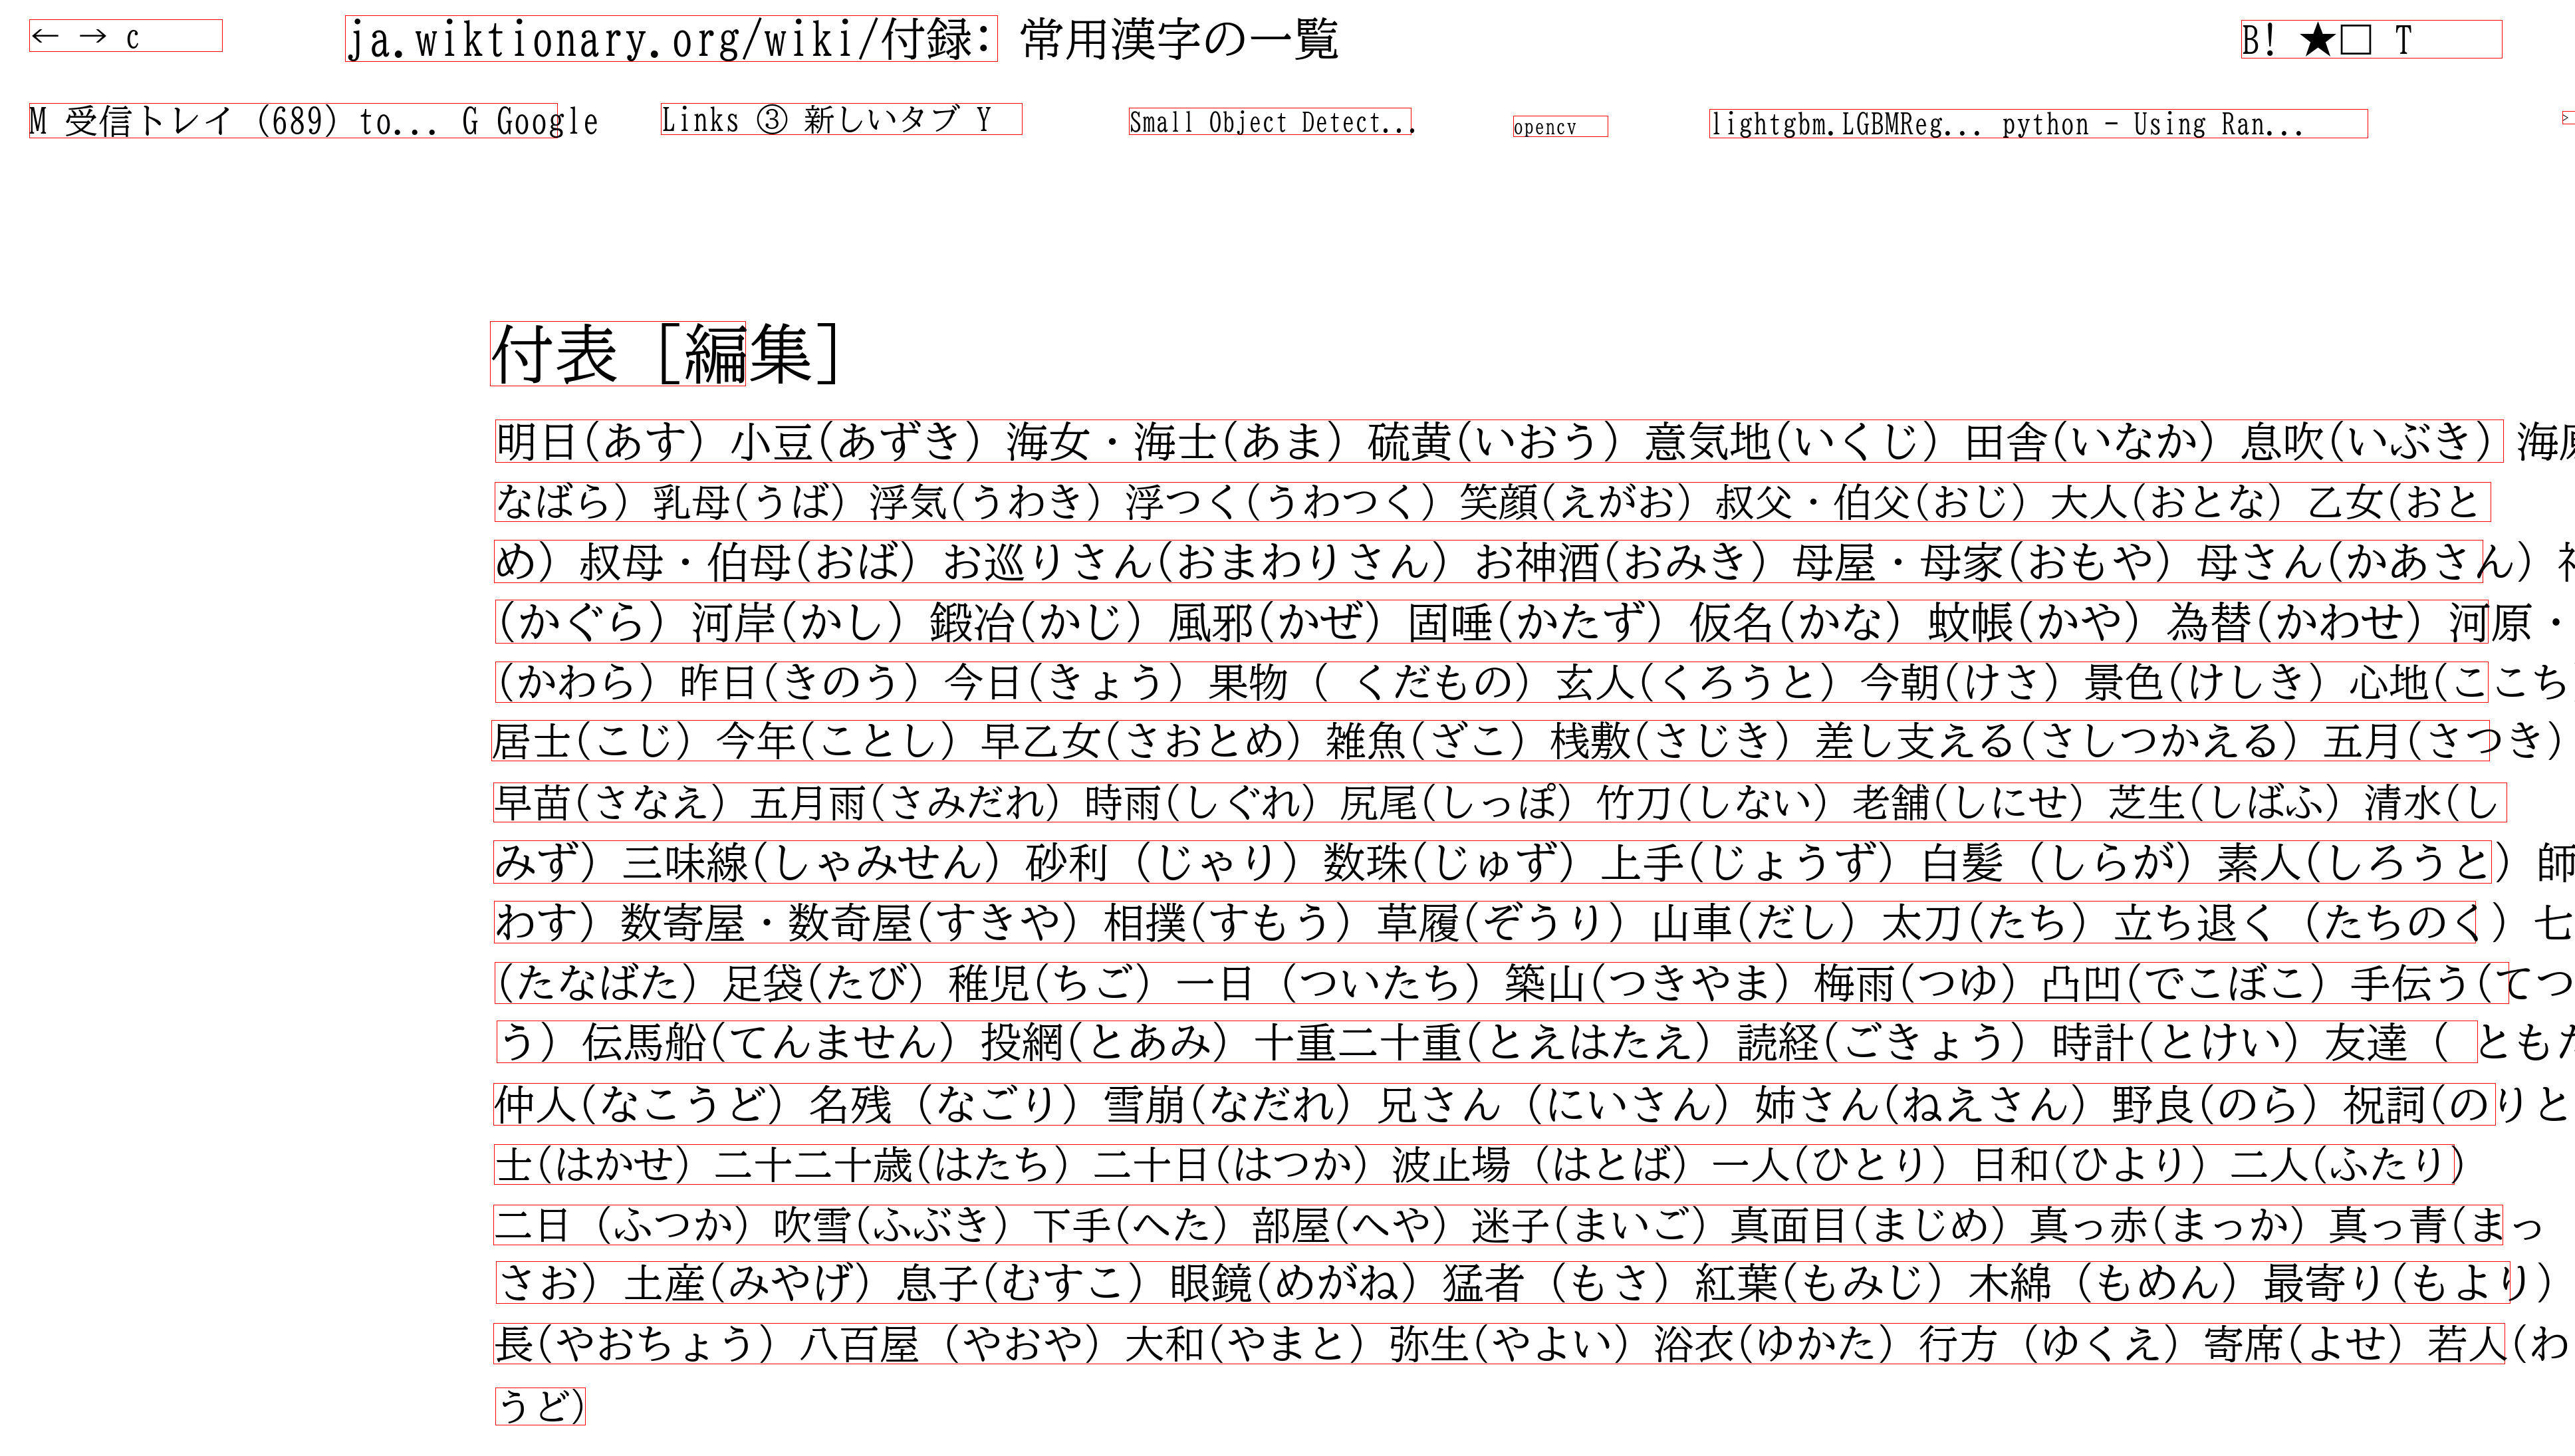 ← → c ja.wiktionary.org/wiki/付録: 常用漢字の一覧 B! ★□ T
M 受信トレイ (689) to... G Google Links ③ 新しいタブ Y Small Object Detect... opencv lightgbm.LGBMReg... python - Using Ran... >
付表 [編集]
明日(あす) 小豆(あずき) 海女・海士(あま) 硫黄(いおう) 意気地(いくじ) 田舎(いなか) 息吹(いぶき) 海原
なばら) 乳母(うば) 浮気(うわき) 浮つく(うわつく) 笑顔(えがお) 叔父・伯父(おじ) 大人(おとな) 乙女(おと
め) 叔母・伯母(おば) お巡りさん(おまわりさん) お神酒(おみき) 母屋・母家(おもや) 母さん(かあさん)
(かぐら) 河岸(かし) 鍛冶(かじ) 風邪(かぜ) 固唾(かたず) 仮名(かな) 蚊帳(かや) 為替(かわせ) 河原・
(かわら) 昨日(きのう) 今日(きょう) 果物 ( くだもの) 玄人(くろうと) 今朝(けさ) 景色(けしき) 心地(ここち
居士(こじ) 今年(ことし) 早乙女(さおとめ) 雑魚(ざこ) 桟敷(さじき) 差し支える(さしつかえる) 五月(さつき)
早苗(さなえ) 五月雨(さみだれ) 時雨(しぐれ) 尻尾(しっぽ) 竹刀(しない) 老舗(しにせ) 芝生(しばふ) 清水(し
みず) 三味線(しゃみせん) 砂利 (じゃり) 数珠(じゅず) 上手(じょうず) 白髪 (しらが) 素人(しろうと) 師
わす) 数寄屋・数奇屋(すきや) 相撲(すもう) 草履(ぞうり) 山車(だし) 太刀(たち) 立ち退く (たちのく) 七
(たなばた) 足袋(たび) 稚児(ちご) 一日 (ついたち) 築山(つきやま) 梅雨(つゆ) 凸凹(でこぼこ) 手伝う(てつ
う) 伝馬船(てんません) 投網(とあみ) 十重二十重(とえはたえ) 読経(ごきょう) 時計(とけい) 友達 ( ともだ
仲人(なこうど) 名残 (なごり) 雪崩(なだれ) 兄さん (にいさん) 姉さん(ねえさん) 野良(のら) 祝詞(のりと
士(はかせ) 二十二十歳(はたち) 二十日(はつか) 波止場 (はとば) 一人(ひとり) 日和(ひより) 二人(ふたり)
二日 (ふつか) 吹雪(ふぶき) 下手(へた) 部屋(へや) 迷子(まいご) 真面目(まじめ) 真っ赤(まっか) 真っ青(まっ
さお) 土産(みやげ) 息子(むすこ) 眼鏡(めがね) 猛者 (もさ) 紅葉(もみじ) 木綿 (もめん) 最寄り(もより)
長(やおちょう) 八百屋 (やおや) 大和(やまと) 弥生(やよい) 浴衣(ゆかた) 行方 (ゆくえ) 寄席(よせ) 若人(わ
うど)